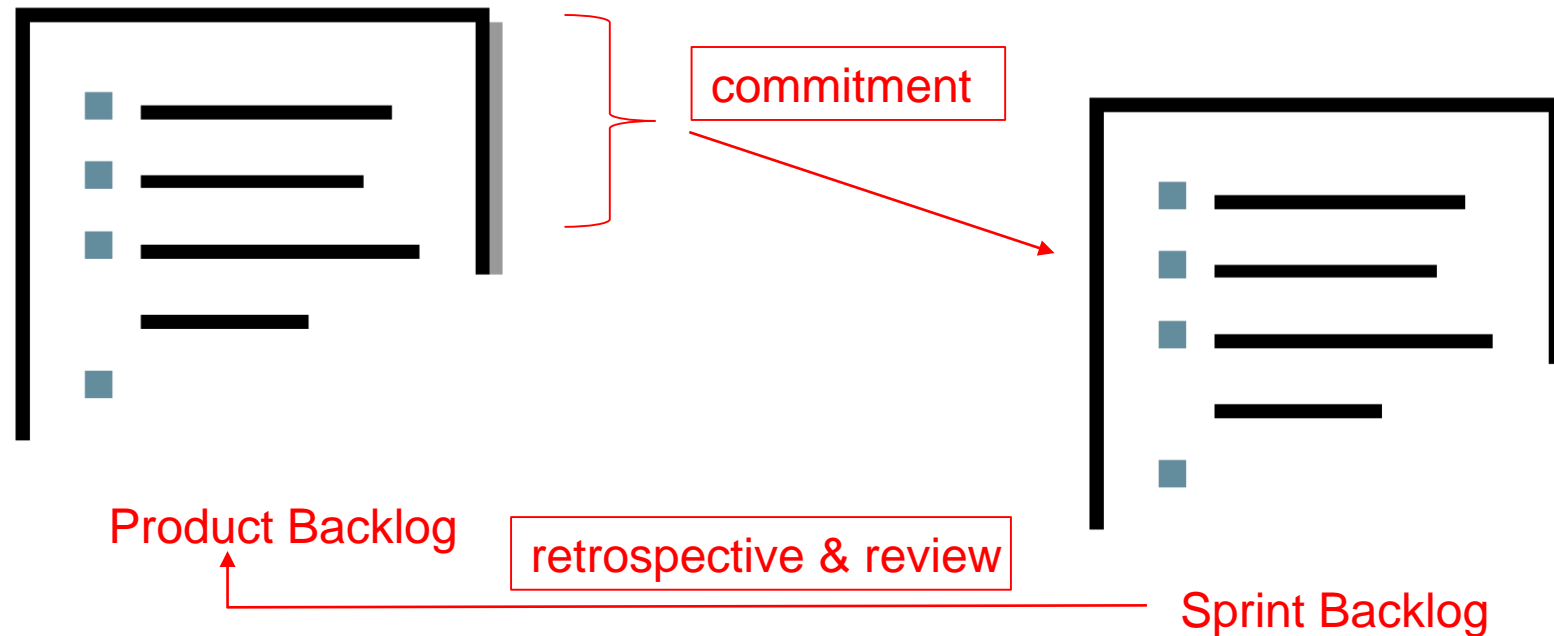 commitment
Product Backlog
retrospective & review
Sprint Backlog